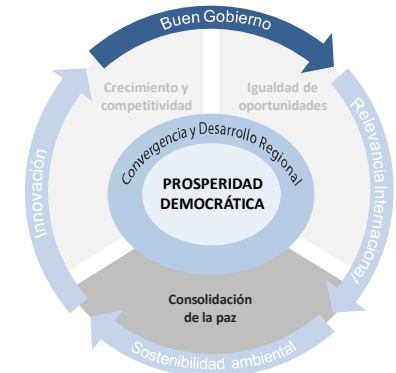 Buen Gobierno
Crecimiento y
competitividad
Igualdad de
oportunidades
Relevancia Internacional
Innovación
Convergencia y Desarrollo Regional
PROSPERIDAD
DEMOCRÁTICA
Consolidación
de la paz
Sostenibilidad ambiental